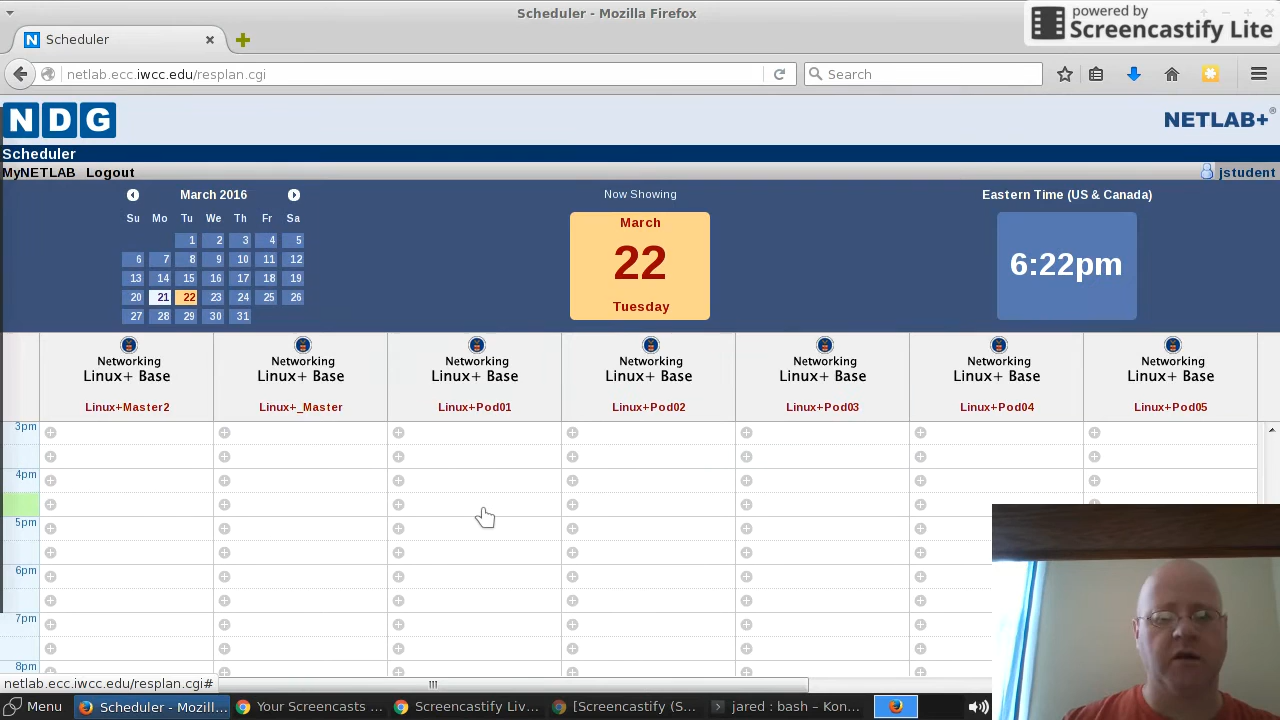 Scheduler - Mozilla Firefox
powered by
Screencastify Lite
Scheduler
netlab.ecc.iwcc.edu/resplan.cgi
Search
NDG
NETLAB+®
Scheduler
MyNETLAB Logout
jstudent
March 2016
Now Showing
Eastern Time (US & Canada)
Su Mo Tu We Th Fr Sa
1 2 3 4 5
6 7 8 9 10 11 12
13 14 15 16 17 18 19
20 21 22 23 24 25 26
27 28 29 30 31
March
22
Tuesday
6:22pm
Networking Networking Networking Networking Networking Networking Networking
Linux+ Base Linux+ Base Linux+ Base Linux+ Base Linux+ Base Linux+ Base Linux+ Base
Linux+Master2 Linux+_Master Linux+Pod01 Linux+Pod02 Linux+Pod03 Linux+Pod04 Linux+Pod05
3pm
4pm
5pm
6pm
7pm
8pm
netlab.ecc.iwcc.edu/resplan.cgi#
Menu
Scheduler - Mozil...
Your Screencasts ...
Screencastify Liv...
[Screencastify (S...
jared : bash – Kon...